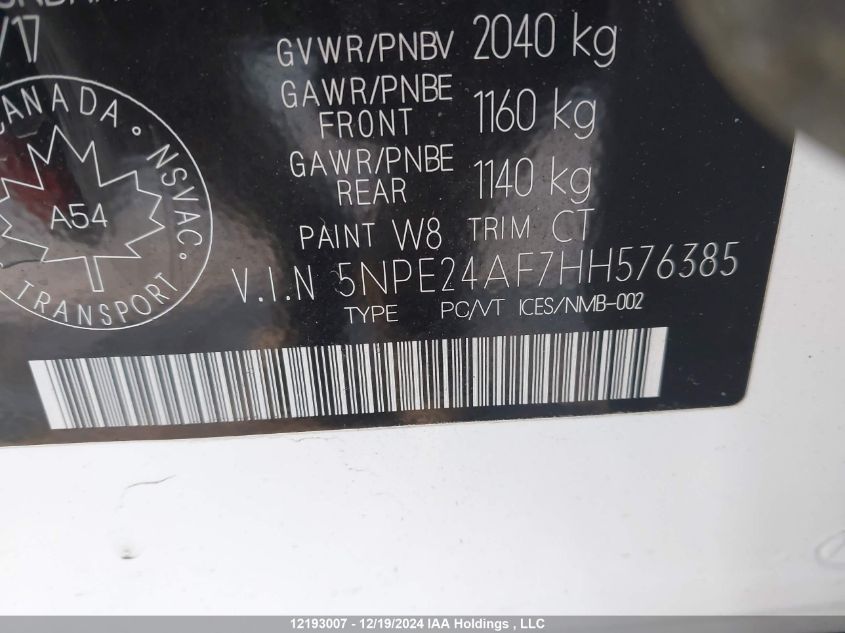 /17
GVWR/PNBV 2040 kg
GAWR/PNBE FRONT 1160 kg
GAWR/PNBE REAR 1140 kg
PAINT W8 TRIM CT
V.I.N 5NPE24AF7HH576385
TYPE PC/VT ICES/NMB-002
CANADA • NSVAC •
A54
TRANSPORT
12193007 - 12/19/2024 IAA Holdings , LLC